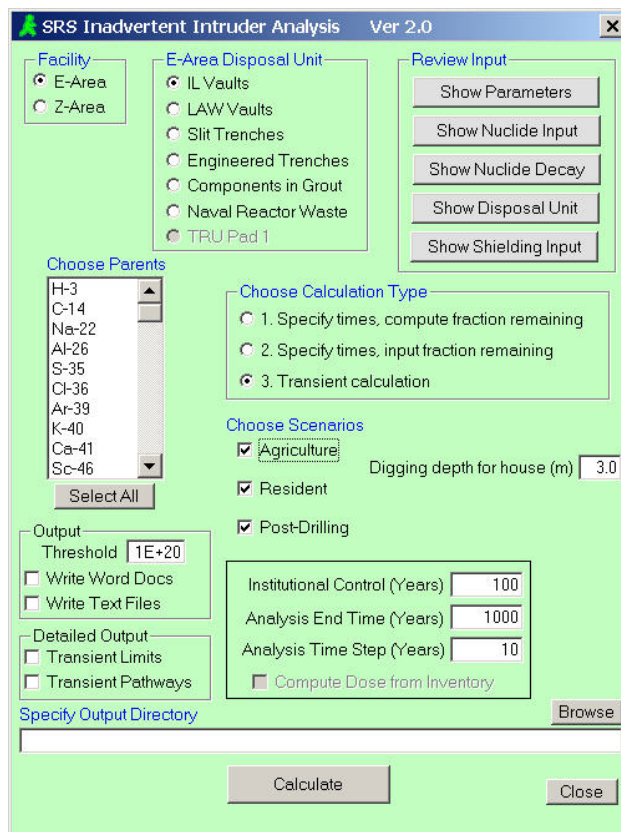 SRS Inadvertent Intruder Analysis Ver 2.0
Facility
E-Area
Z-Area
E-Area Disposal Unit
IL Vaults
LAW Vaults
Slit Trenches
Engineered Trenches
Components in Grout
Naval Reactor Waste
TRU Pad 1
Review Input
Show Parameters
Show Nuclide Input
Show Nuclide Decay
Show Disposal Unit
Show Shielding Input
Choose Parents
H-3
C-14
Na-22
Al-26
S-35
Cl-36
Ar-39
K-40
Ca-41
Sc-46
Select All
Choose Calculation Type
1. Specify times, compute fraction remaining
2. Specify times, input fraction remaining
3. Transient calculation
Choose Scenarios
Agriculture
Resident
Post-Drilling
Digging depth for house (m) 3.0
Output
Threshold 1E+20
Write Word Docs
Write Text Files
Detailed Output
Transient Limits
Transient Pathways
Institutional Control (Years) 100
Analysis End Time (Years) 1000
Analysis Time Step (Years) 10
Compute Dose from Inventory
Specify Output Directory
Browse
Calculate
Close